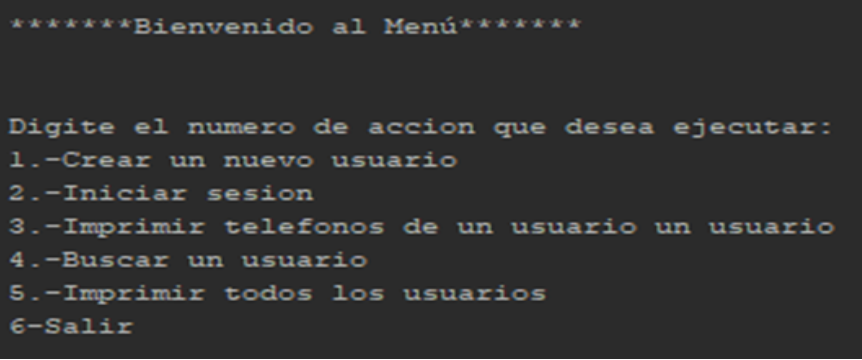 *******Bienvenido al Menú*******
Digite el numero de accion que desea ejecutar:
1.-Crear un nuevo usuario
2.-Iniciar sesion
3.-Imprimir telefonos de un usuario un usuario
4.-Buscar un usuario
5.-Imprimir todos los usuarios
6-Salir